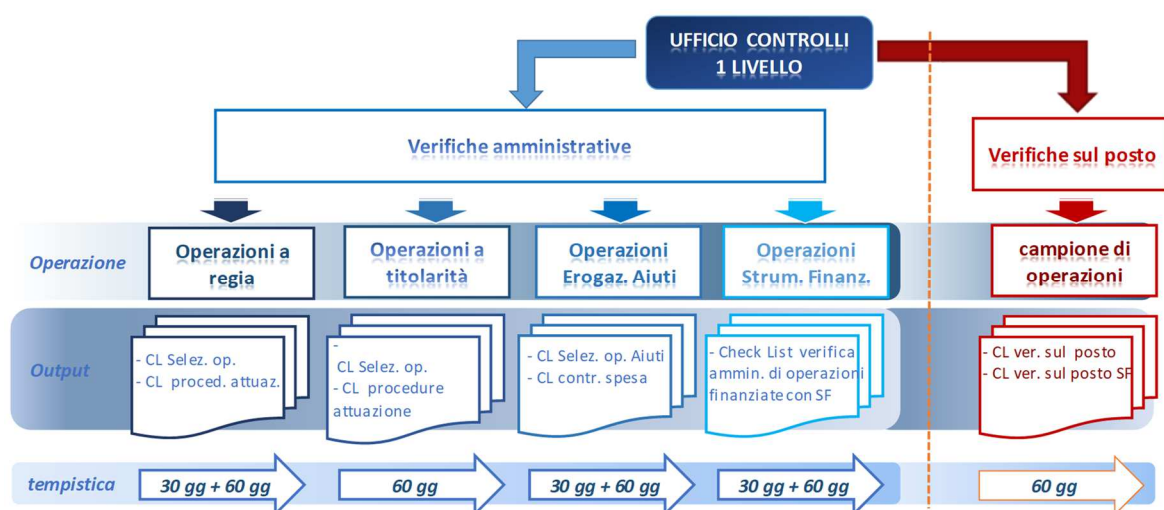 UFFICIO CONTROLLI
1 LIVELLO
Verifiche amministrative
Verifiche sul posto
Operazione
Operazioni a
regia
Operazioni a
titolarità
Operazioni
Erogaz. Aiuti
Operazioni
Strum. Finanz.
campione di
operazioni
Output
- CL Selez. op.
- CL proced. attuaz.
-
CL Selez. op.
- CL procedure
attuazione
- CL Selez. op. Aiuti
- CL contr. spesa
- Check List verifica
ammin. di operazioni
finanziate con SF
- CL ver. sul posto
- CL ver. sul posto SF
tempistica
30 gg + 60 gg
60 gg
30 gg + 60 gg
30 gg + 60 gg
60 gg